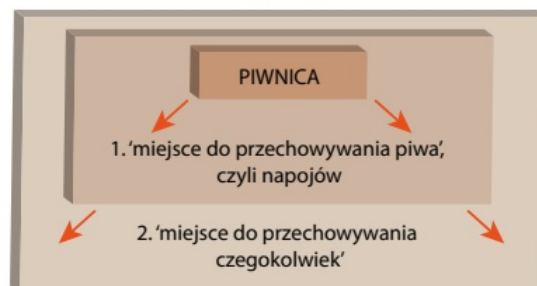 PIWNICA
1. ‘miejsce do przechowywania piwa’,
czyli napojów
2. ‘miejsce do przechowywania
czegokolwiek’